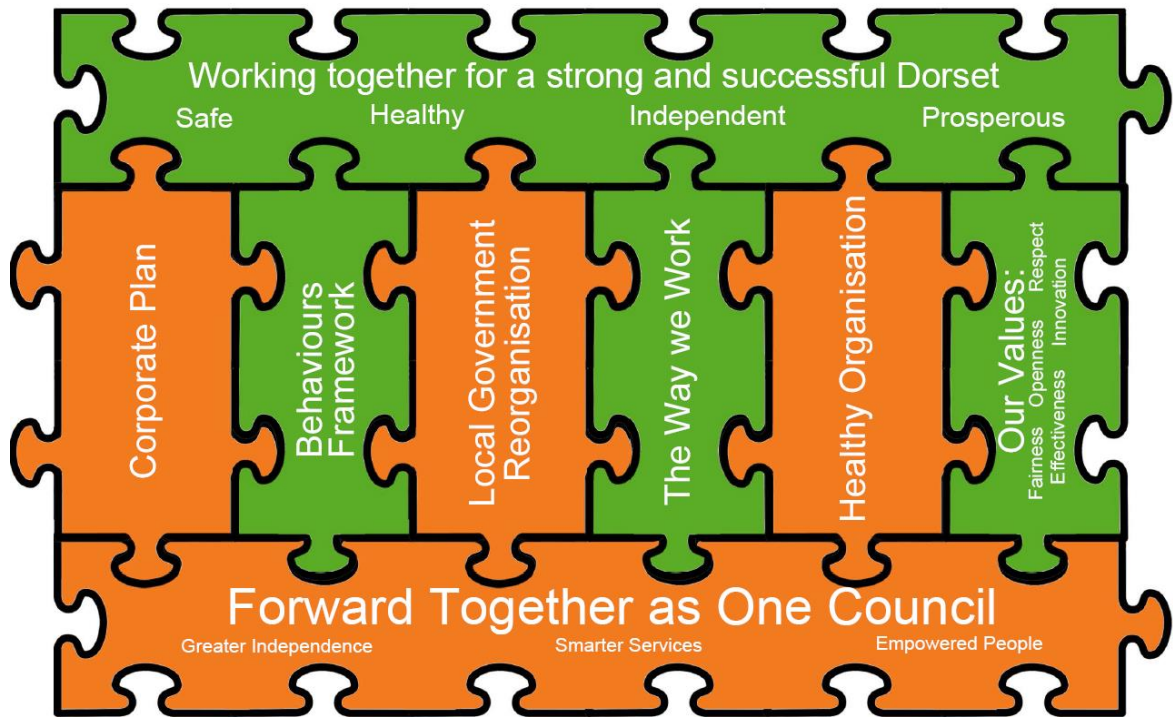 Working together for a strong and successful Dorset
Safe Healthy Independent Prosperous
Corporate Plan
Behaviours
Framework
Local Government
Reorganisation
The Way we Work
Healthy Organisation
Our Values:
Fairness Openness Respect
Effectiveness Innovation
Forward Together as One Council
Greater Independence Smarter Services Empowered People